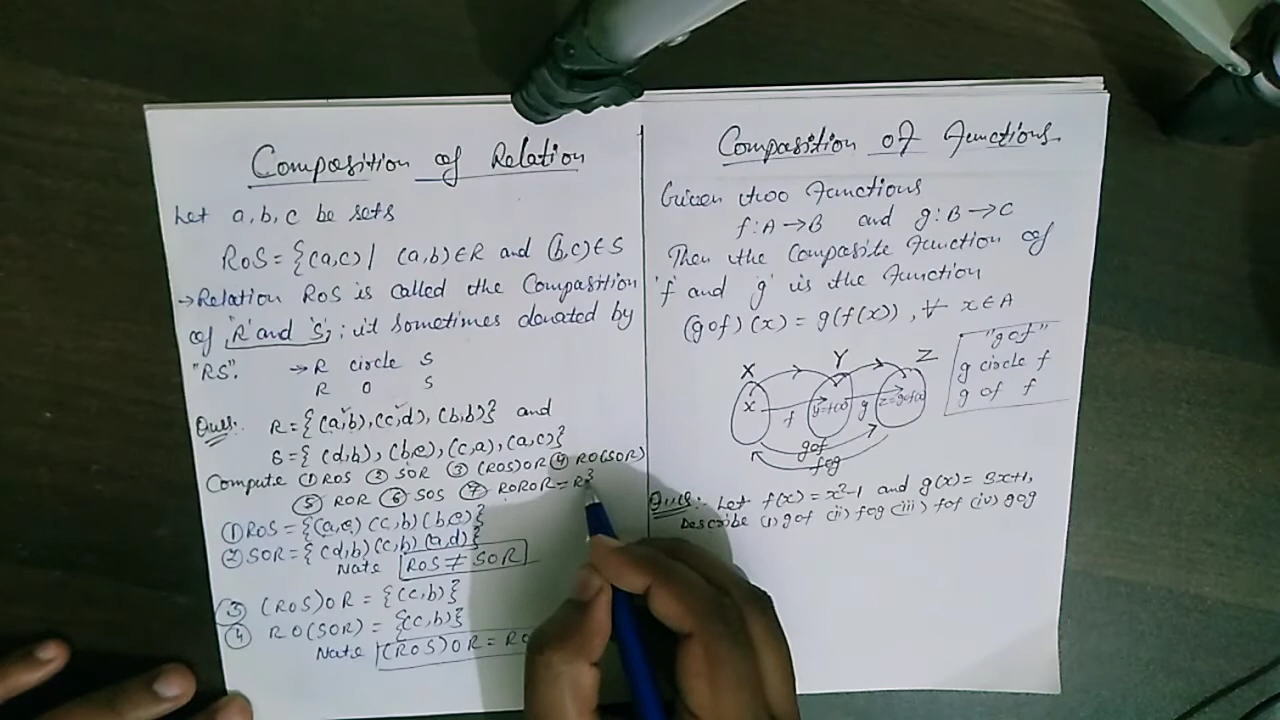 Composition of Relation
Let a, b, c be sets
ROS = {(a,c) | (a,b) ∈ R and (b,c) ∈ S
→ Relation ROS is called the Composition
of 'R' and 'S'; it sometimes donated by
"RS". → R circle S
R O S
Ques:. R = {(a,b), (c,d), (b,b)} and
S = { (d,b), (b,e), (c,a), (a,c)}
Compute ① ROS ② SOR ③ (ROS)OR ④ RO(SOR)
⑤ ROR ⑥ SOS ⑦ ROROR = R³
① ROS = {(a,e) (c,b) (b,e)}
② SOR = { (d,b) (c,b) (a,d)}
Note ROS ≠ SOR
③ (ROS)OR = {(c,b)}
④ RO(SOR) = {(c,b)}
Note (ROS)OR = RO
Composition of Functions.
Given two Functions
f: A → B and g: B → C
Then the Composite Function of
'f' and 'g' is the Function
(gof)(x) = g(f(x)), ∀ x ∈ A
"gof"
g circle f
g of f
X Y Z
x f y=f(x) g z=g(f(x))
gof
fog
Ques:. Let f(x) = x²-1 and g(x) = 3x+1,
Describe (i) gof (ii) fog (iii) fof (iv) gog